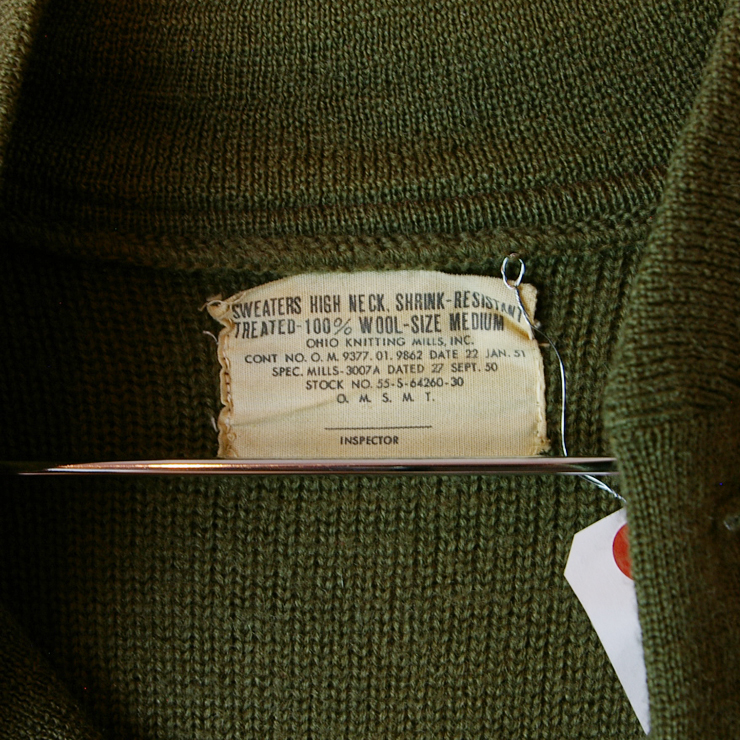 SWEATERS HIGH NECK, SHRINK-RESISTANT
TREATED-100% WOOL-SIZE MEDIUM
OHIO KNITTING MILLS, INC.
CONT NO. O. M. 9377. 01. 9862 DATE 22 JAN. 51
SPEC. MILLS-3007A DATED 27 SEPT. 50
STOCK NO. 55-S-64260-30
O. M. S. M. T.
INSPECTOR